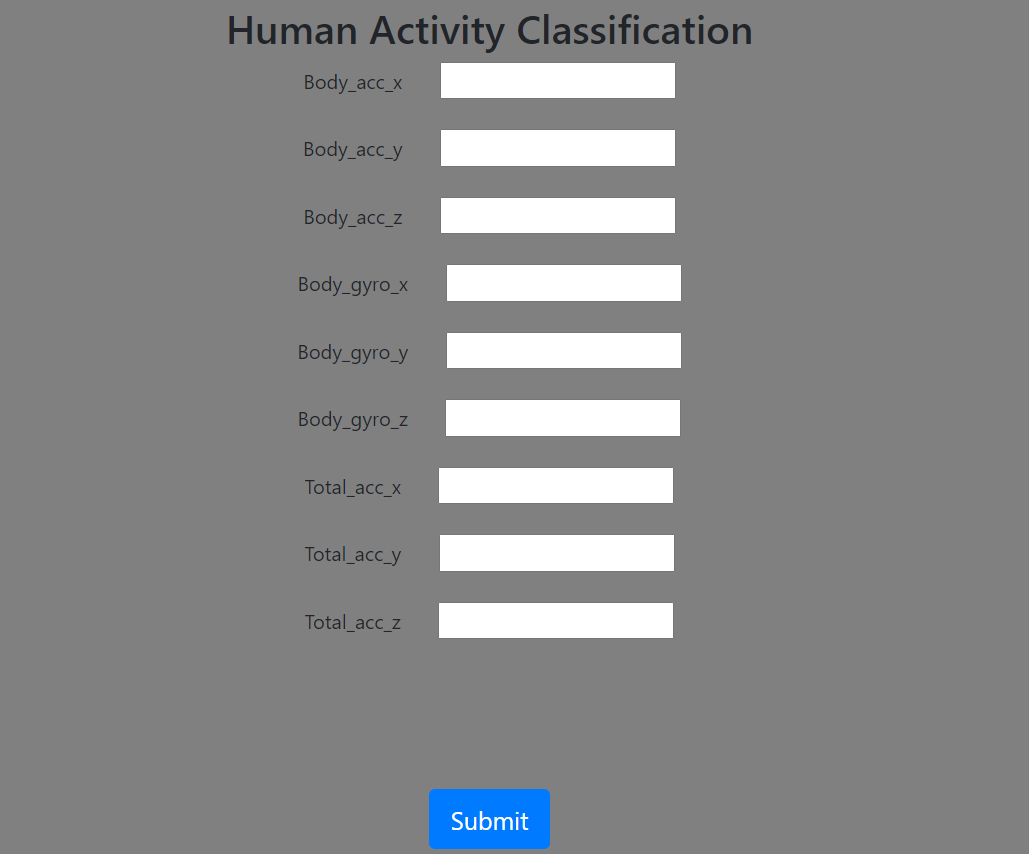 Human Activity Classification
Body_acc_x
Body_acc_y
Body_acc_z
Body_gyro_x
Body_gyro_y
Body_gyro_z
Total_acc_x
Total_acc_y
Total_acc_z
Submit